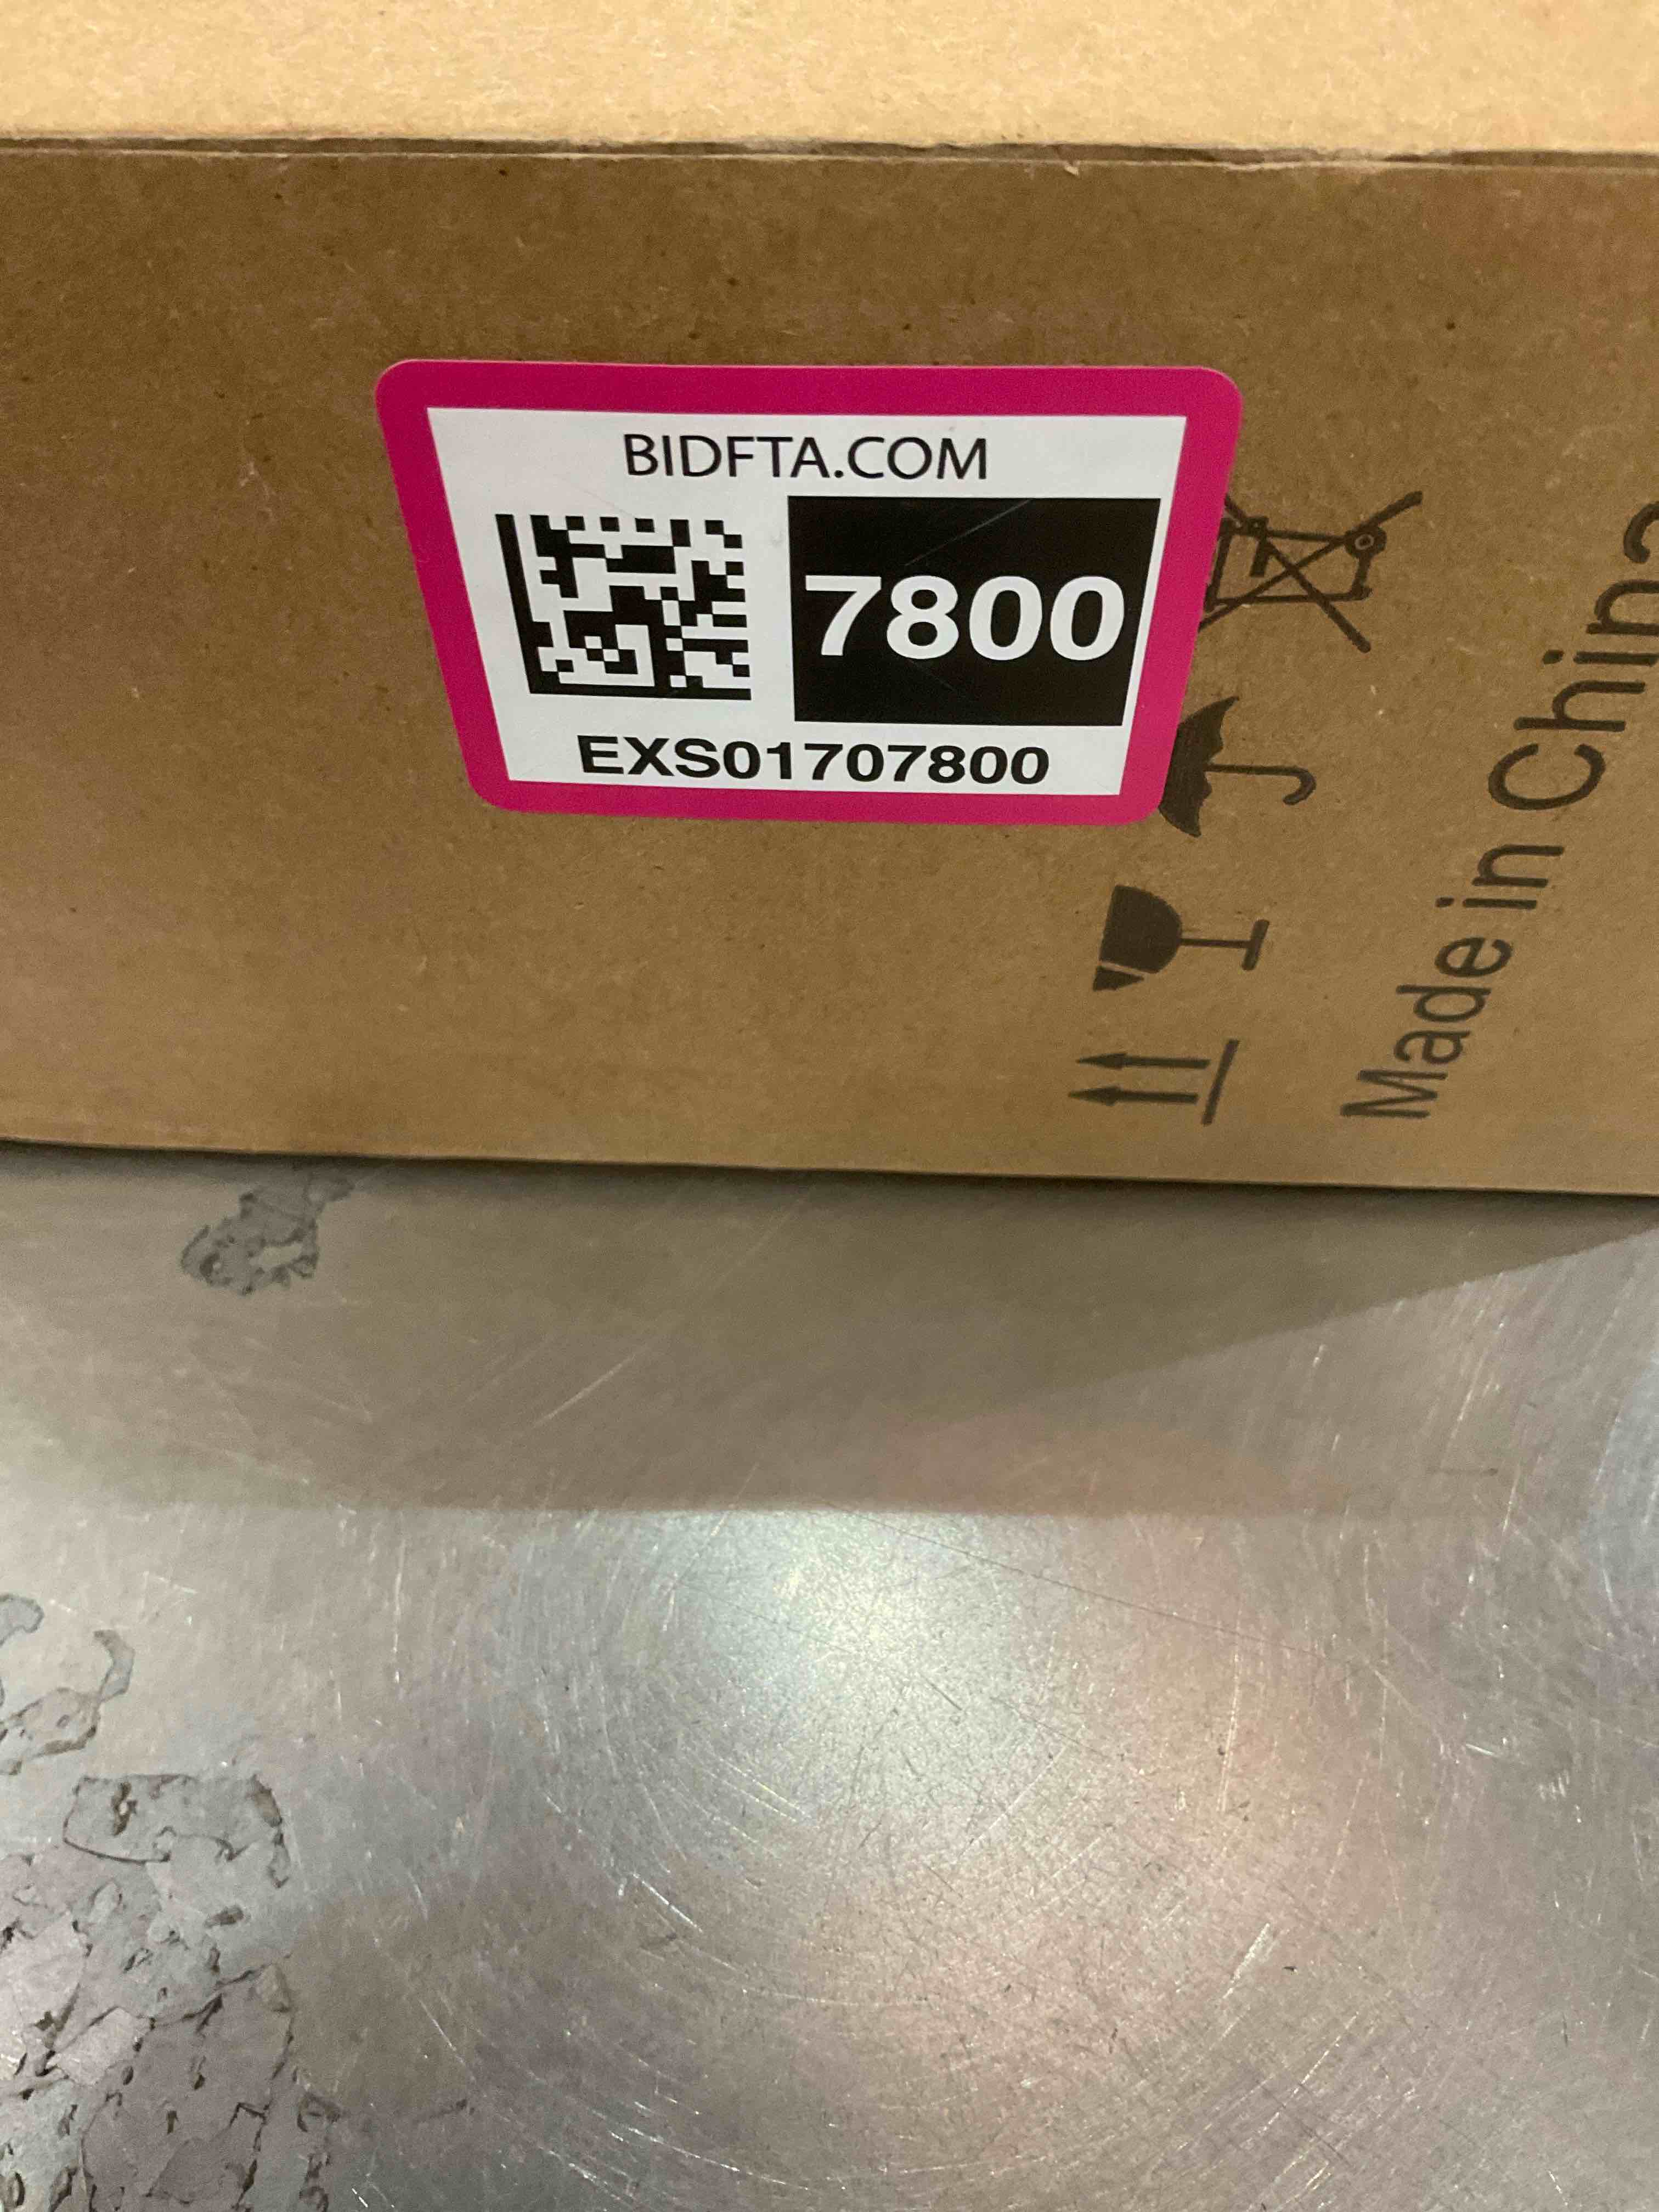 BIDFTA.COM
7800
EXS01707800
Made in China